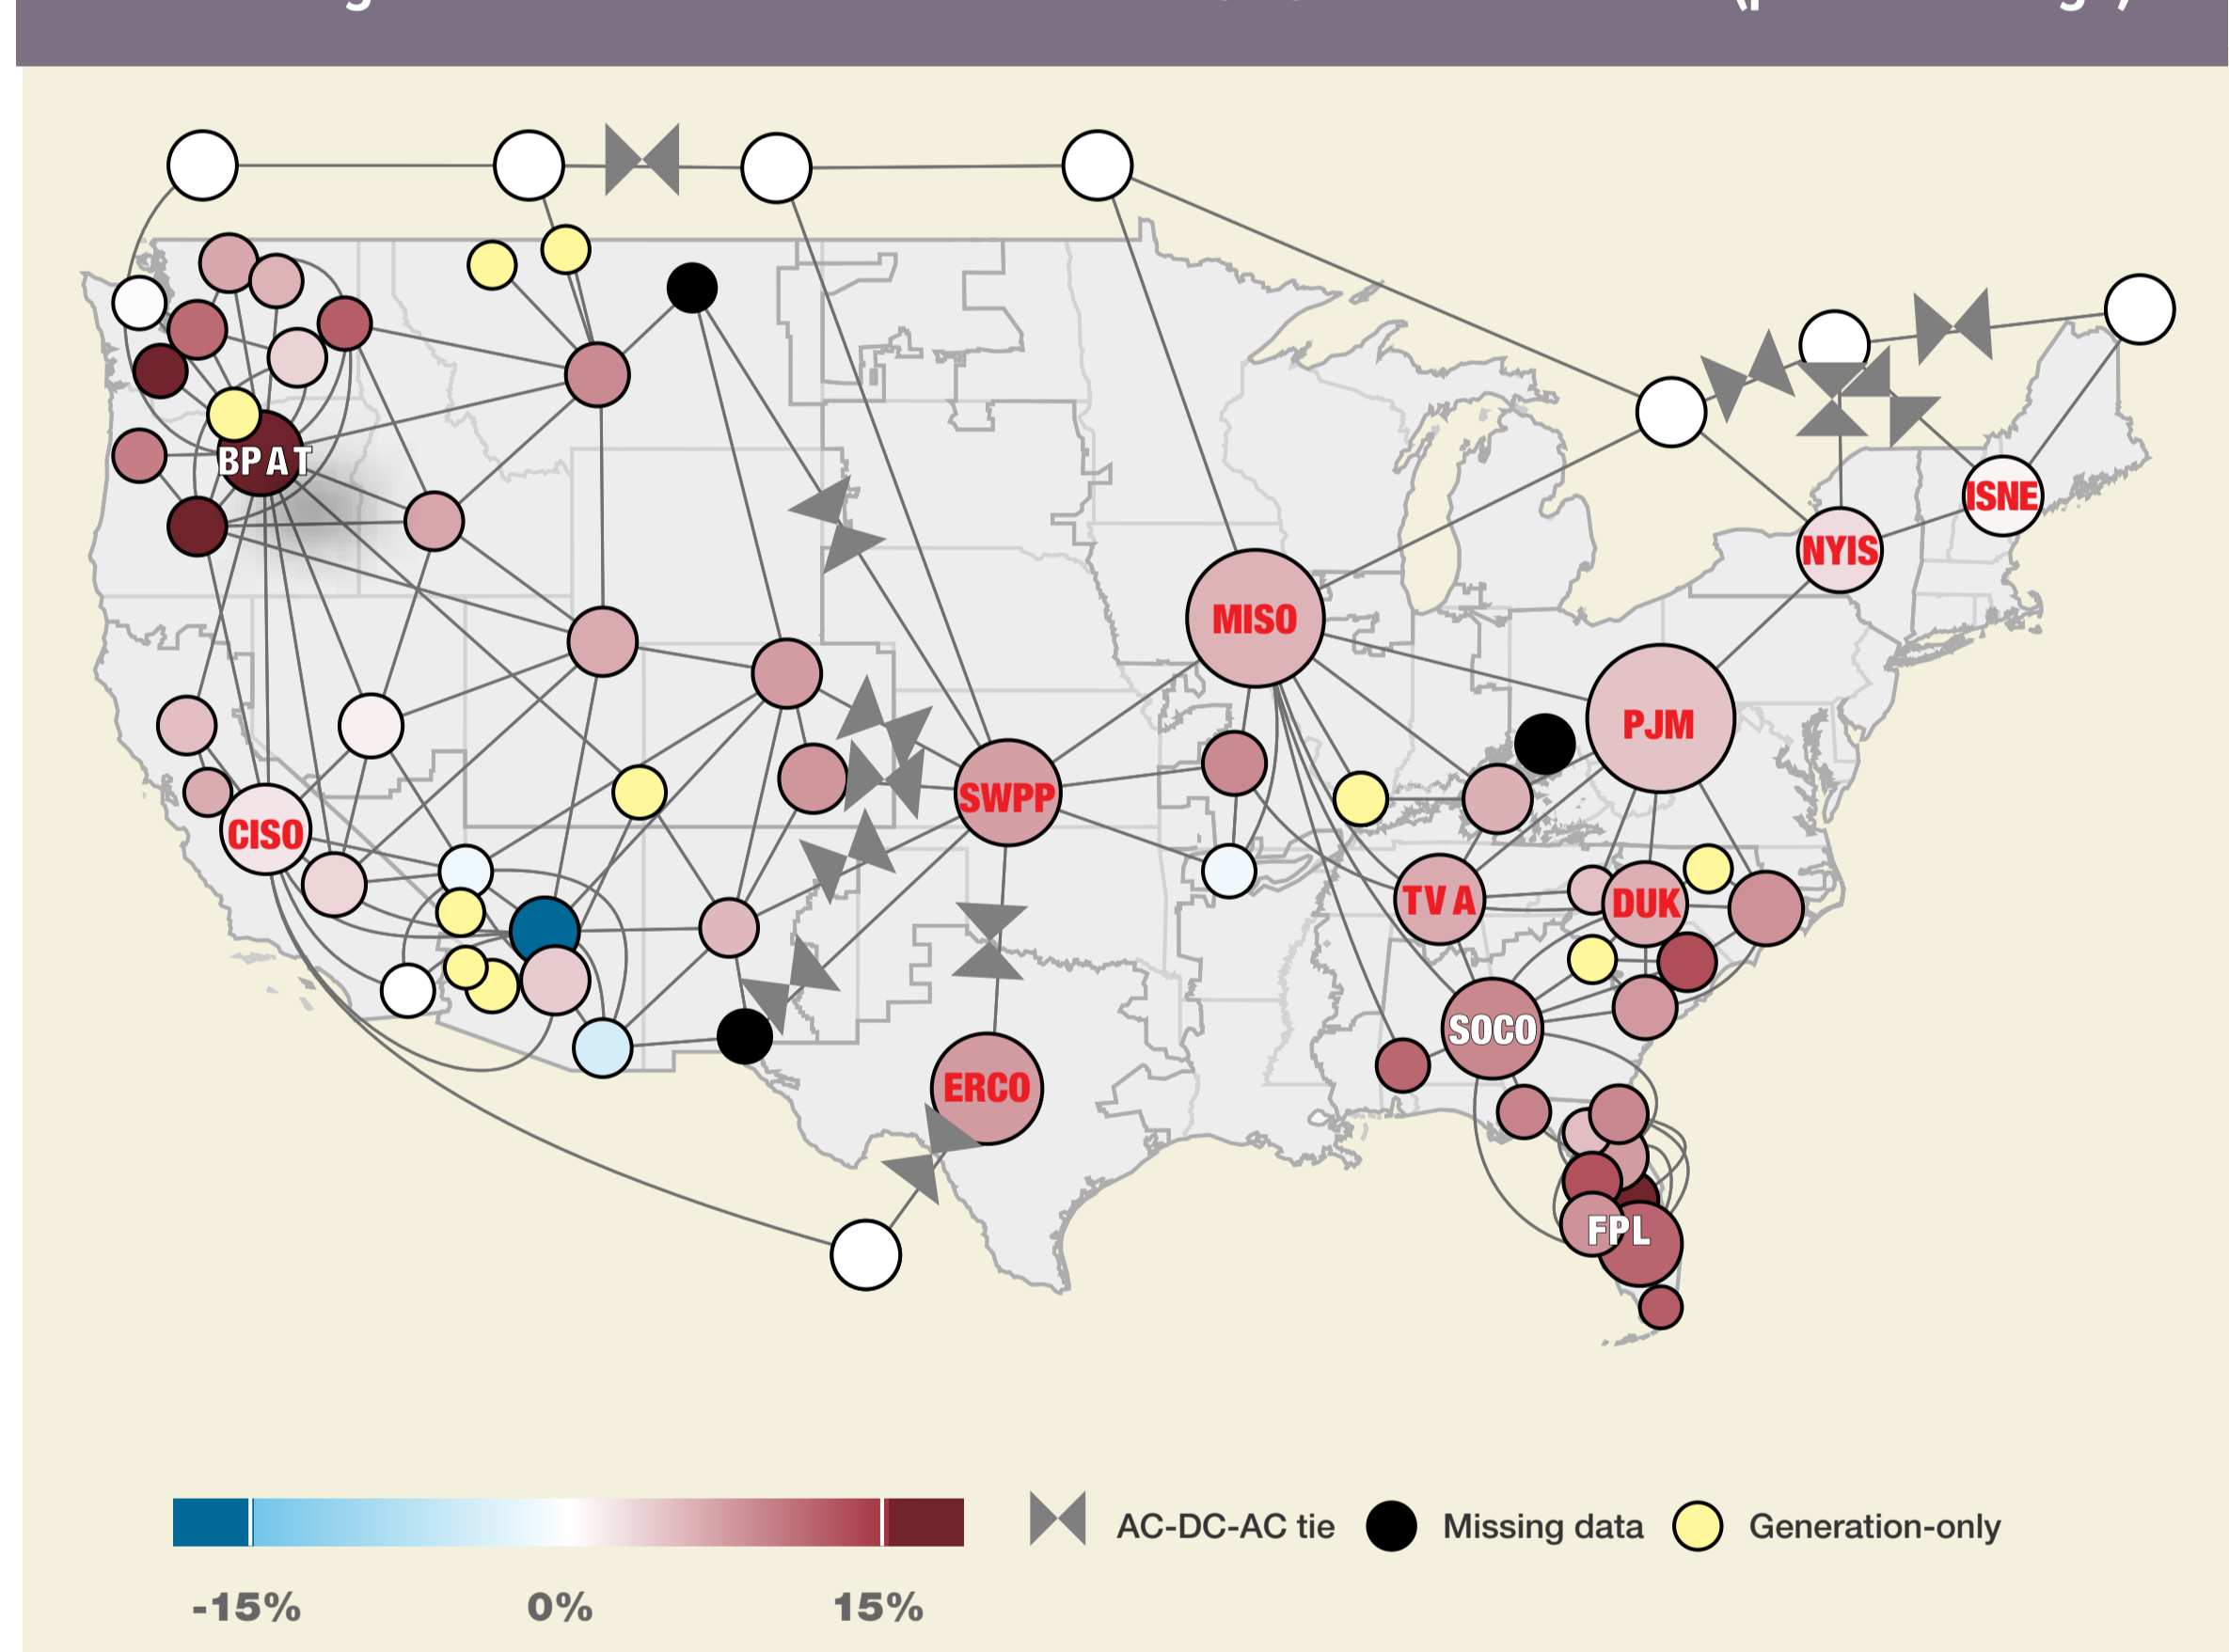 BPAT
ISNE
NYIS
MISO
PJM
SWPP
CISO
TVA
DUK
SOCO
ERCO
FPL
AC-DC-AC tie
Missing data
Generation-only
-15%
0%
15%